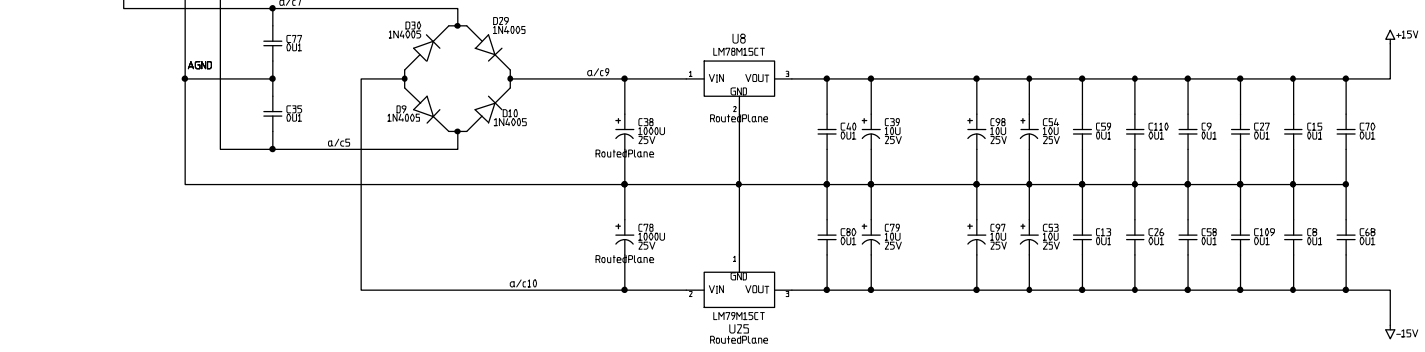 a/c7
D30
1N4005
D29
1N4005
C77
0U1
AGND
U8
LM78M15CT
+15V
a/c9
1
VIN
VOUT
3
GND
2
RoutedPlane
C35
0U1
D9
1N4005
D10
1N4005
a/c5
+
C38
1000U
25V
RoutedPlane
C40
0U1
+
C39
10U
25V
+
C98
10U
25V
+
C54
10U
25V
C59
0U1
C110
0U1
C9
0U1
C27
0U1
C15
0U1
C70
0U1
+
C78
1000U
25V
RoutedPlane
C80
0U1
+
C79
10U
25V
+
C97
10U
25V
+
C53
10U
25V
C13
0U1
C26
0U1
C58
0U1
C109
0U1
C8
0U1
C68
0U1
a/c10
1
GND
2
VIN
VOUT
3
LM79M15CT
U25
RoutedPlane
-15V